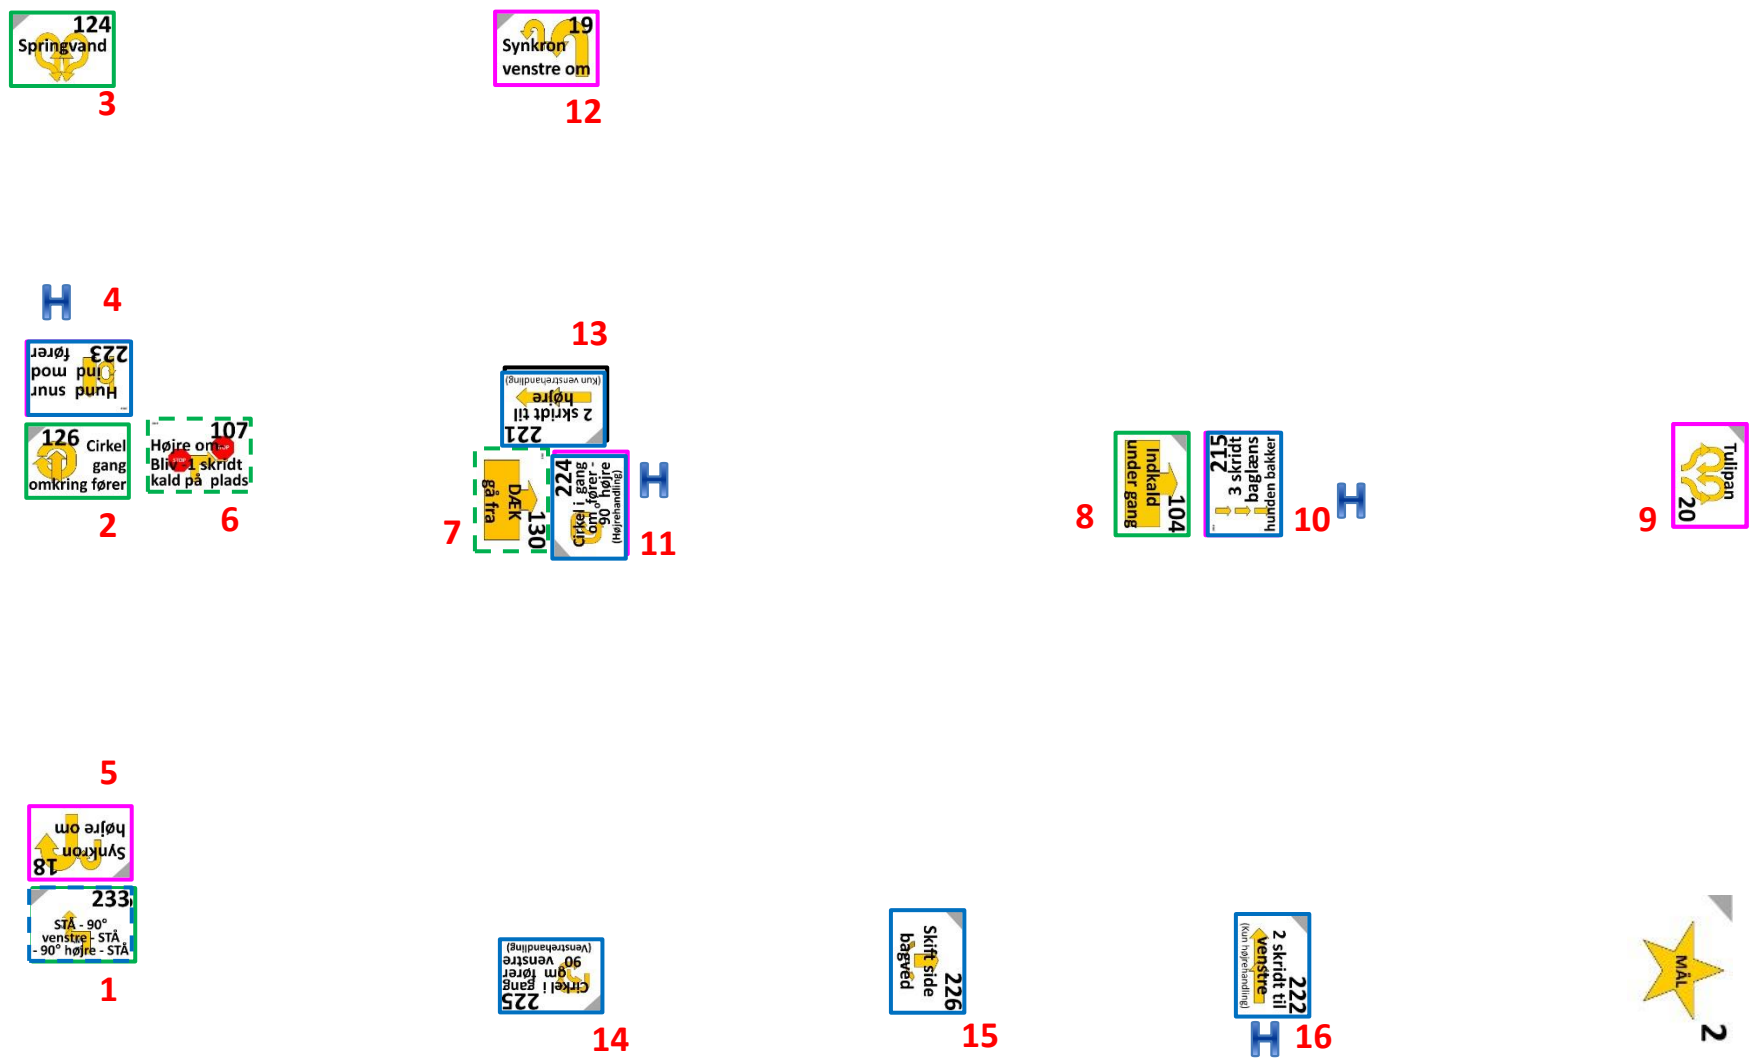 124
Springvand
3
19
Synkron
venstre om
12
H
4
223
Hund snur
ind mod
fører
126
Cirkel
gang
omkring fører
2
107
Højre om-
Bliv -1 skridt
kald på plads
6
13
221
2 skridt til
højre
(Kun venstrehandling)
130
DÆK
gå fra
7
224
Cirkel i gang
om fører -
90° højre
(Højrehandling)
H
11
104
Indkald
under gang
8
215
3 skridt
baglæns
hunden bakker
10
H
20
Tulipan
9
5
18
Synkron
højre om
233
STÅ - 90°
venstre - STÅ
- 90° højre - STÅ
1
225
Cirkel i gang
om fører
90° venstre
(Venstrehandling)
14
226
Skift side
bagved
15
222
2 skridt til
venstre
(Kun højrehandling)
H
16
MÅL
2